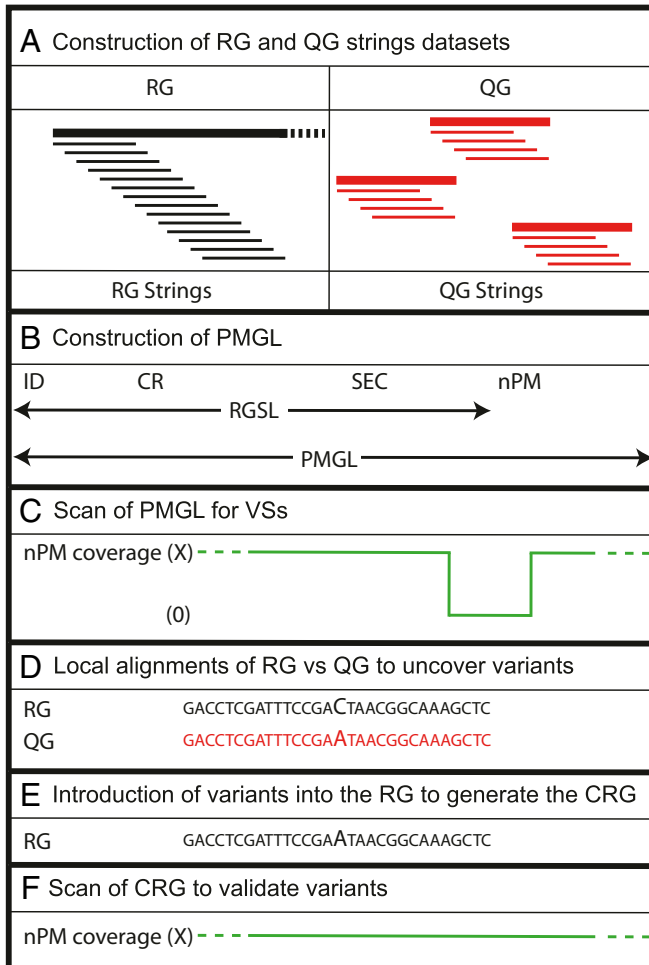 A Construction of RG and QG strings datasets
RG QG
RG Strings QG Strings
B Construction of PMGL
ID CR SEC nPM
RGSL
PMGL
C Scan of PMGL for VSs
nPM coverage (X)
(0)
D Local alignments of RG vs QG to uncover variants
RG GACCTCGATTTCCGACTAACGGCAAAGCTC
QG GACCTCGATTTCCGAATAACGGCAAAGCTC
E Introduction of variants into the RG to generate the CRG
RG GACCTCGATTTCCGAATAACGGCAAAGCTC
F Scan of CRG to validate variants
nPM coverage (X)